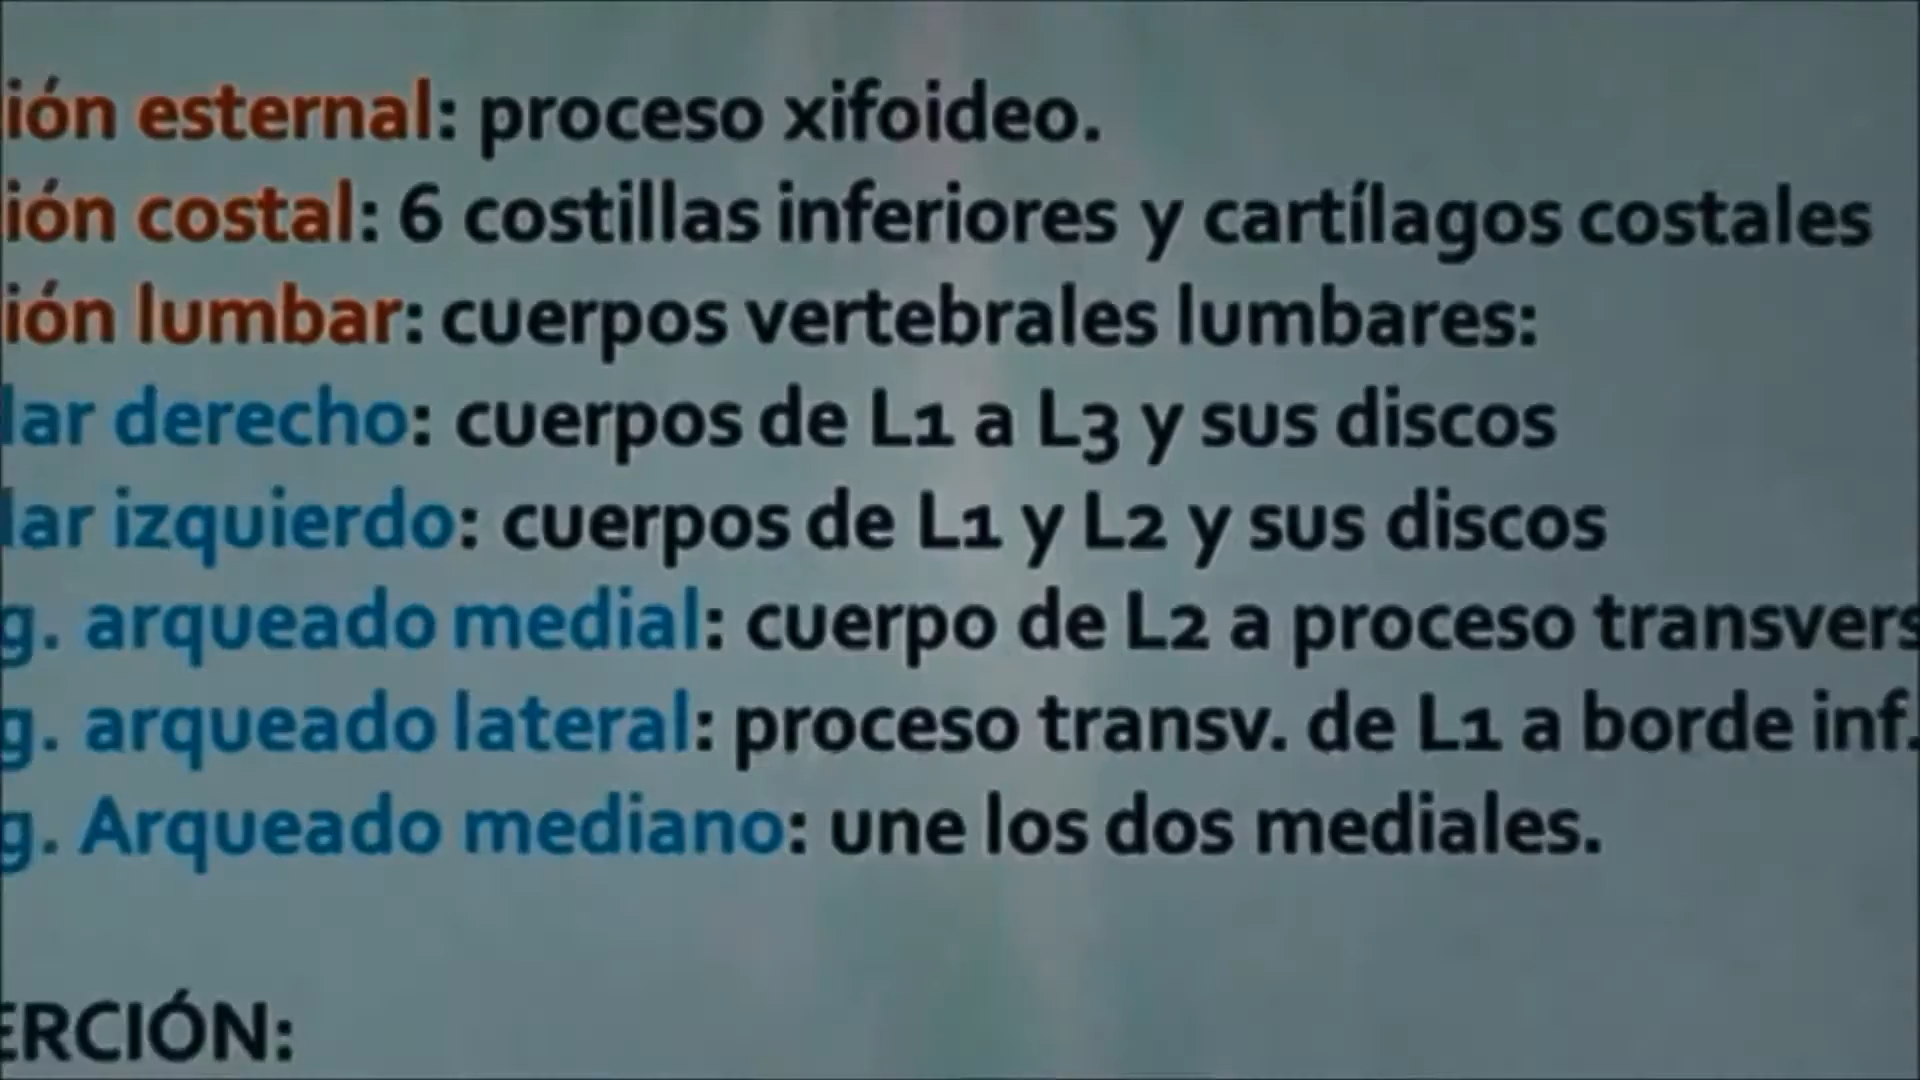 ión esternal: proceso xifoideo.
ión costal: 6 costillas inferiores y cartílagos costales
ión lumbar: cuerpos vertebrales lumbares:
lar derecho: cuerpos de L1 a L3 y sus discos
lar izquierdo: cuerpos de L1 y L2 y sus discos
g. arqueado medial: cuerpo de L2 a proceso transvers
g. arqueado lateral: proceso transv. de L1 a borde inf.
g. Arqueado mediano: une los dos mediales.
ERCIÓN: